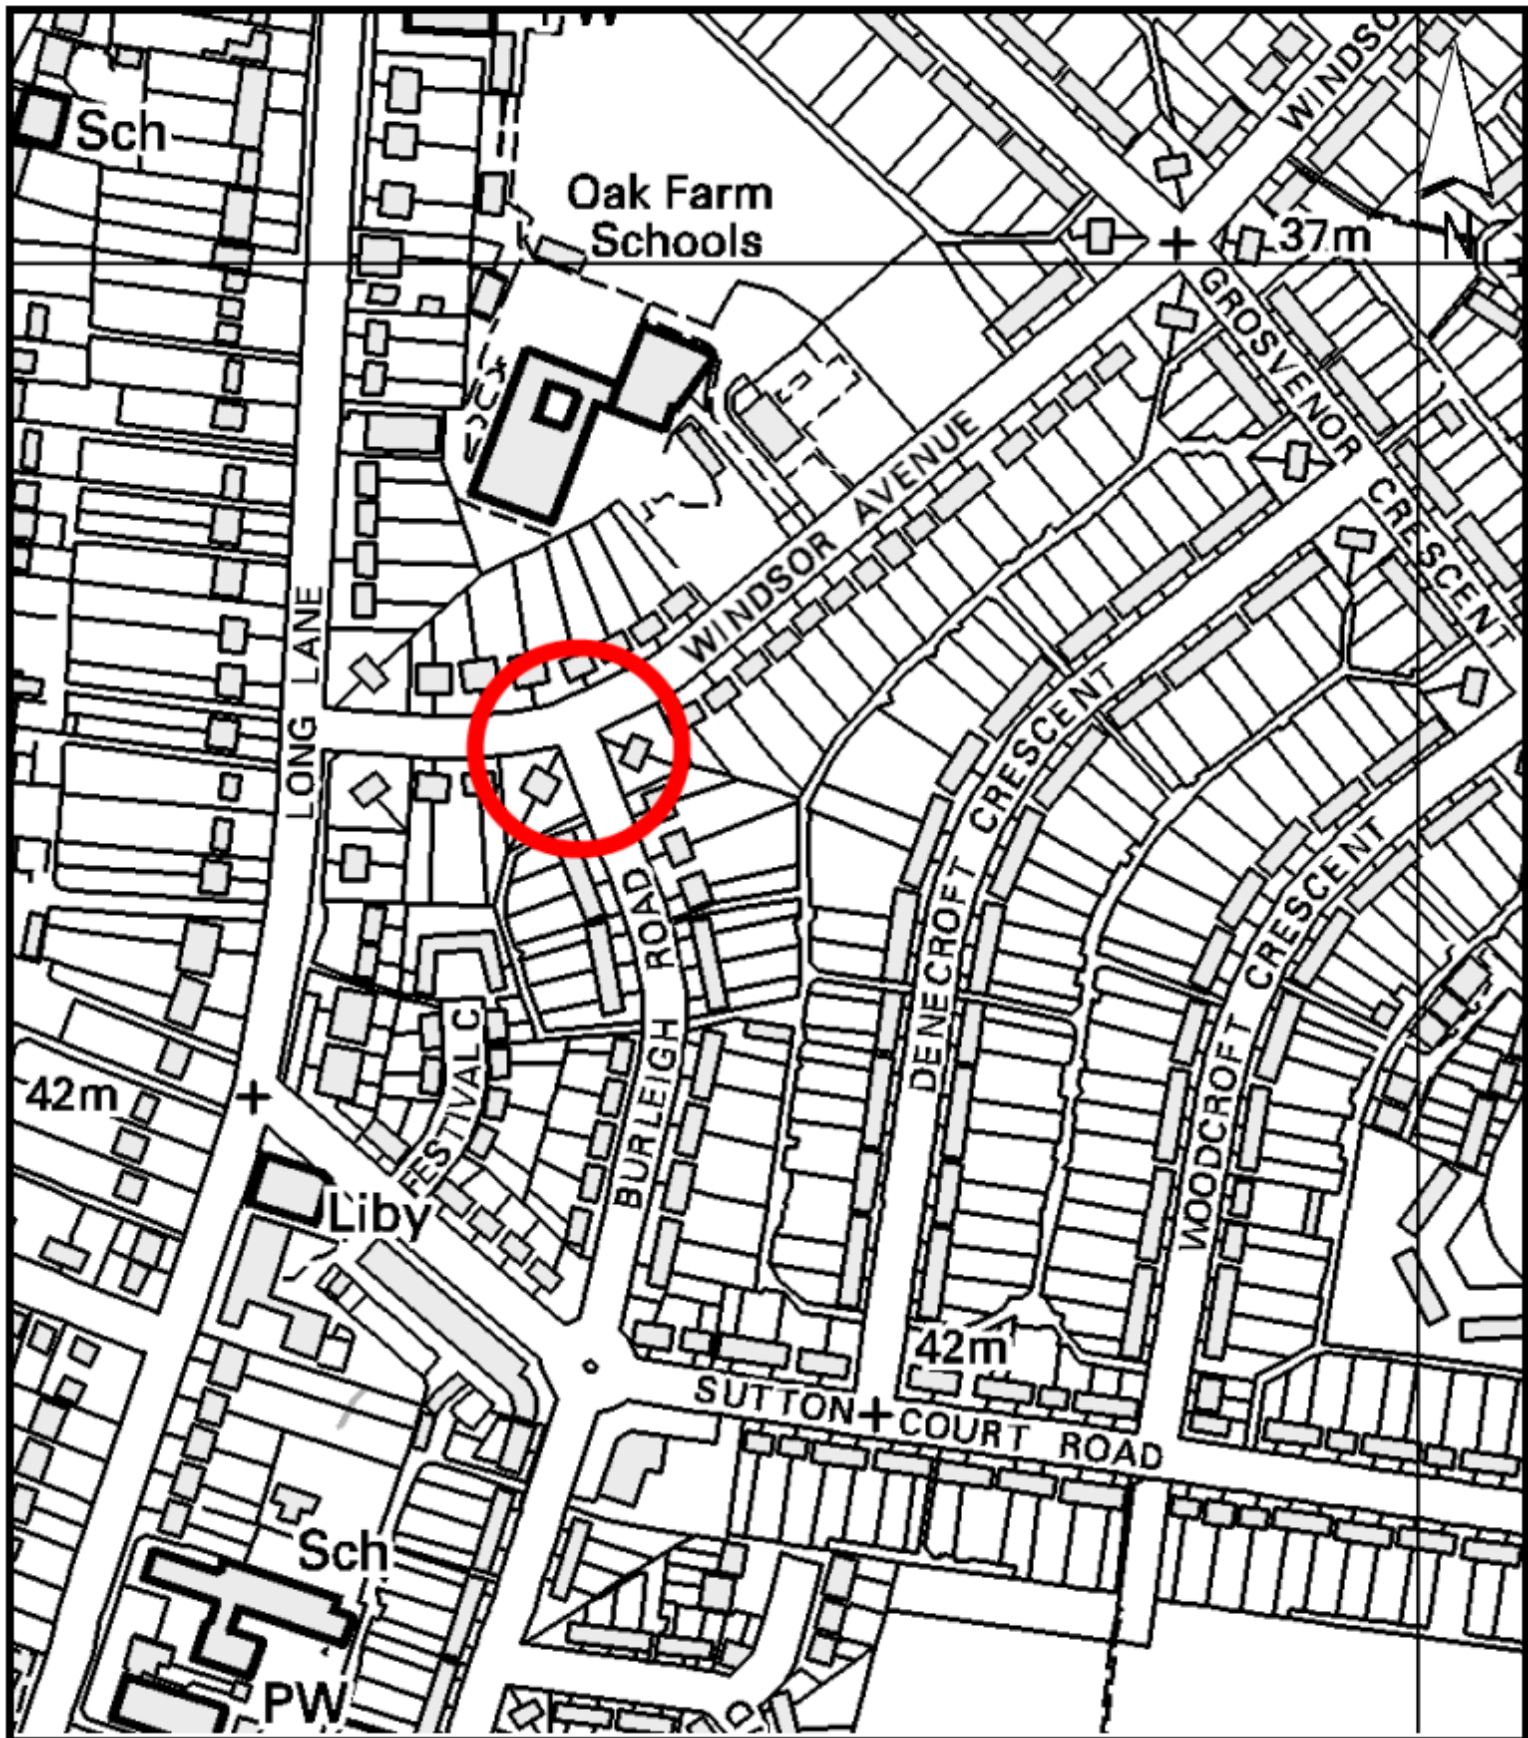 WINDSO
Sch
Oak Farm
Schools
37m
N
GROSVENOR
CRESCENT
WINDSOR AVENUE
LONG LANE
DENECROFT CRESCENT
WOODCROFT CRESCENT
BURLEIGH ROAD
FESTIVAL C
42m
Liby
42m
SUTTON COURT ROAD
Sch
PW